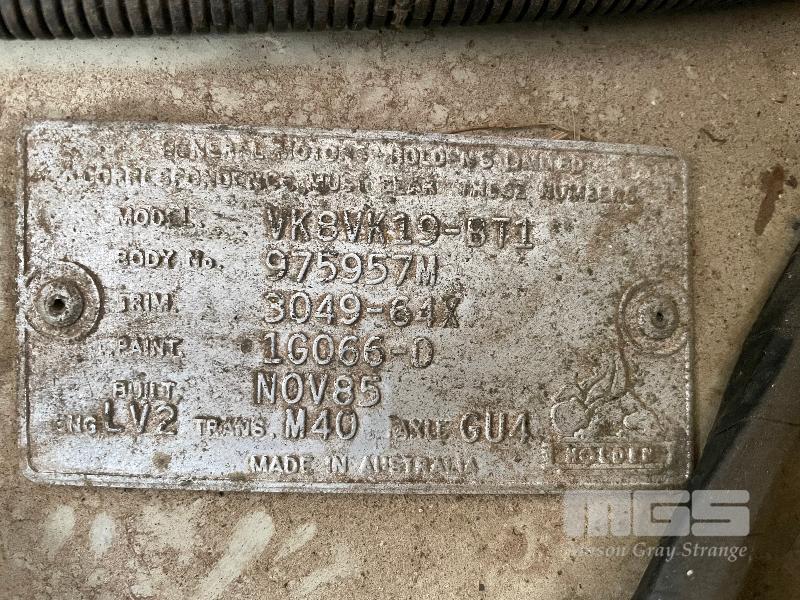 GENERAL MOTORS-HOLDEN'S LIMITED
CORRESPONDENCE MUST BEAR THESE NUMBERS
MODEL. VK8VK19-BT1
BODY No. 975957M
TRIM. 3049-64X
PAINT. 1G066-D
BUILT. NOV85
ENG LV2 TRANS. M40 AXLE GU4
HOLDEN
MADE IN AUSTRALIA
MGS
Mason Gray Strange